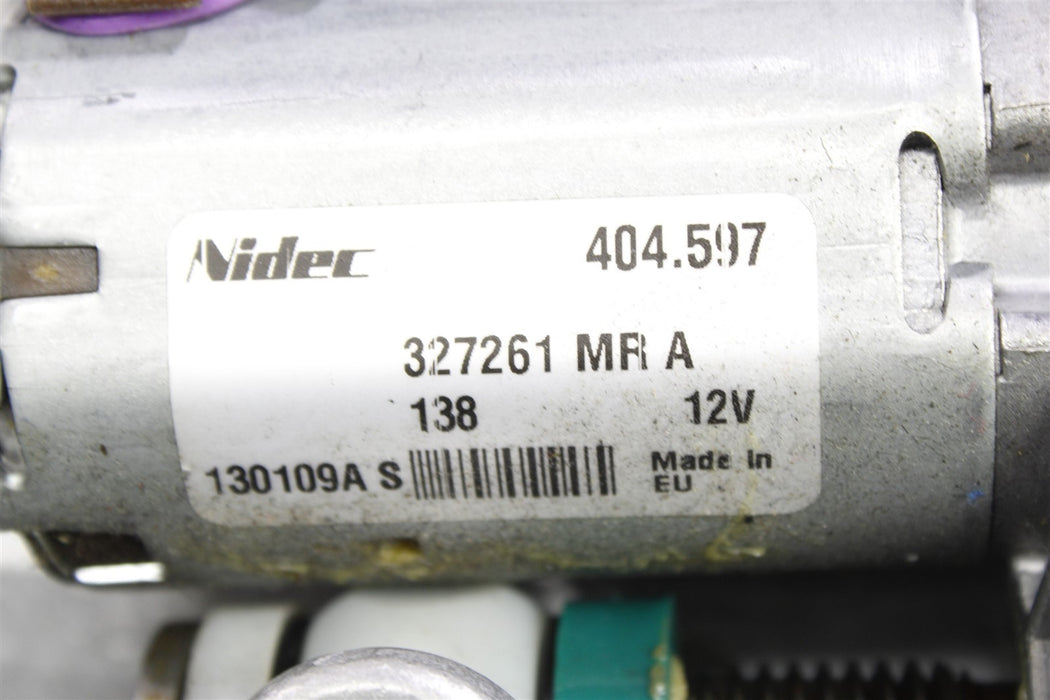 Nidec 404.597
327261 MR A
138 12V
130109A S Made In
EU